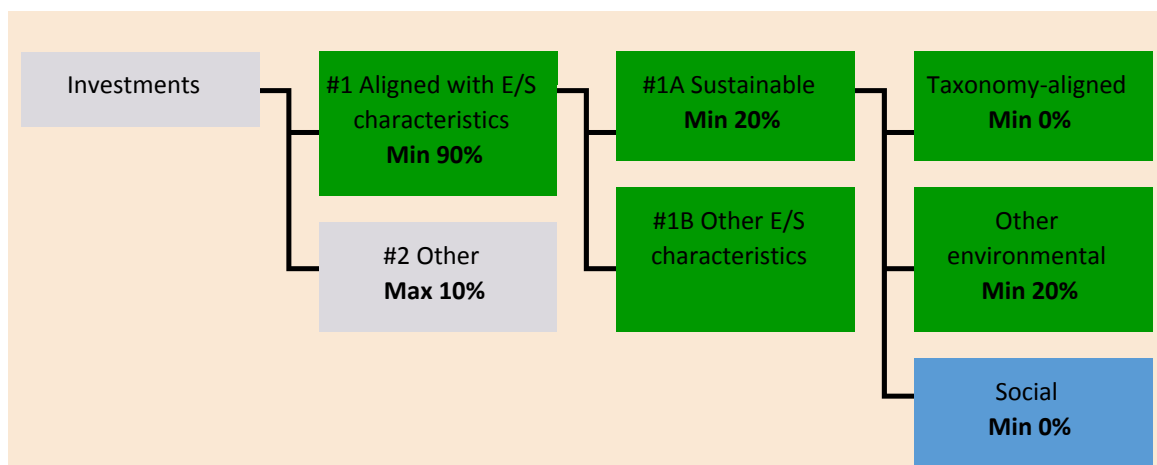 Investments
#1 Aligned with E/S
characteristics
Min 90%
#2 Other
Max 10%
#1A Sustainable
Min 20%
#1B Other E/S
characteristics
Taxonomy-aligned
Min 0%
Other
environmental
Min 20%
Social
Min 0%